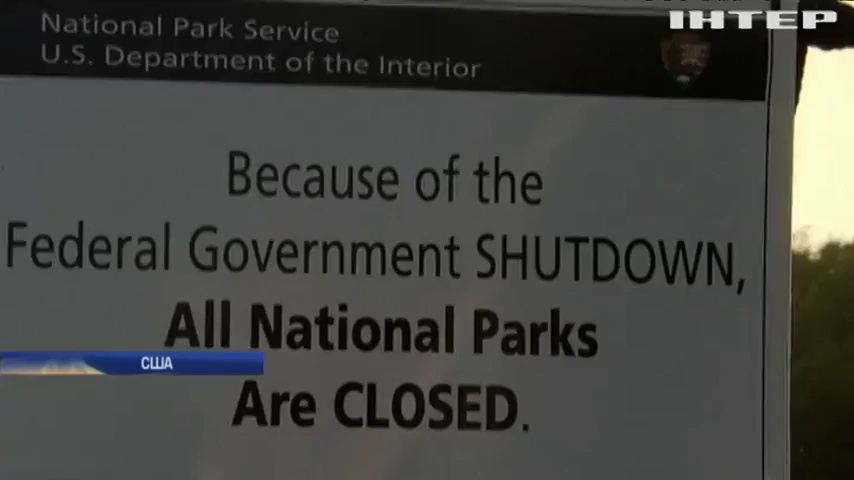 ІНТЕР
National Park Service
U.S. Department of the Interior
Because of the
Federal Government SHUTDOWN,
All National Parks
Are CLOSED.
США